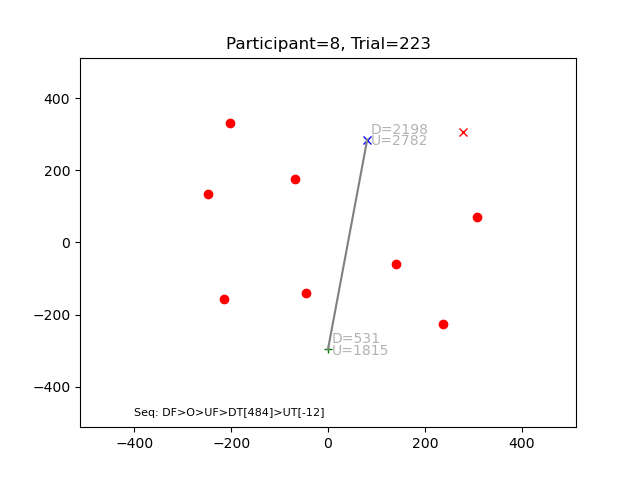 Participant=8, Trial=223
400
200
0
−200
−400
D=2198
U=2782
D=531
U=1815
Seq: DF>O>UF>DT[484]>UT[-12]
−400
−200
0
200
400